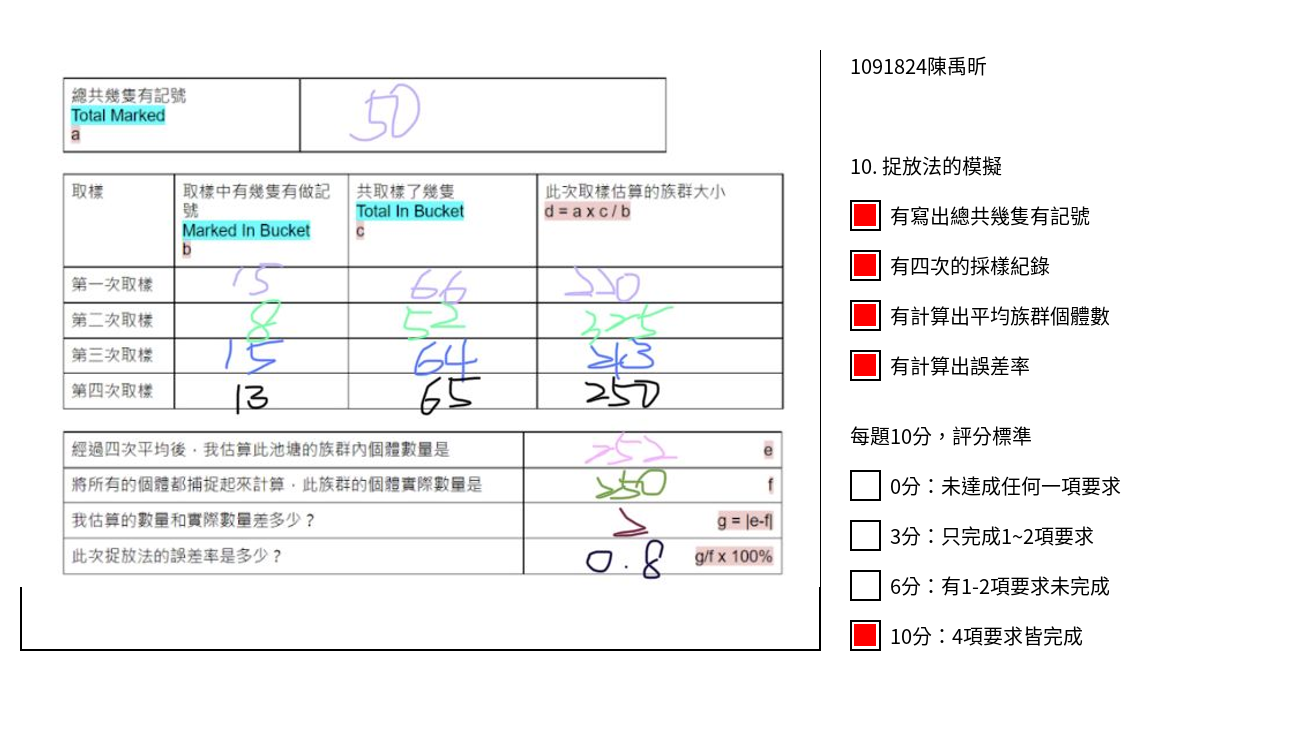 總共幾隻有記號
Total Marked
a
50
取樣
取樣中有幾隻有做記
號
Marked In Bucket
b
共取樣了幾隻
Total In Bucket
c
此次取樣估算的族群大小
d = a x c / b
第一次取樣 15 66 220
第二次取樣 8 52 325
第三次取樣 15 64 213
第四次取樣 13 65 250
經過四次平均後，我估算此池塘的族群內個體數量是 252 e
將所有的個體都捕捉起來計算，此族群的個體實際數量是 250 f
我估算的數量和實際數量差多少？ 2 g = |e-f|
此次捉放法的誤差率是多少？ 0.8 g/f x 100%
1091824陳禹昕
10. 捉放法的模擬
有寫出總共幾隻有記號
有四次的採樣紀錄
有計算出平均族群個體數
有計算出誤差率
每題10分，評分標準
0分：未達成任何一項要求
3分：只完成1~2項要求
6分：有1-2項要求未完成
10分：4項要求皆完成